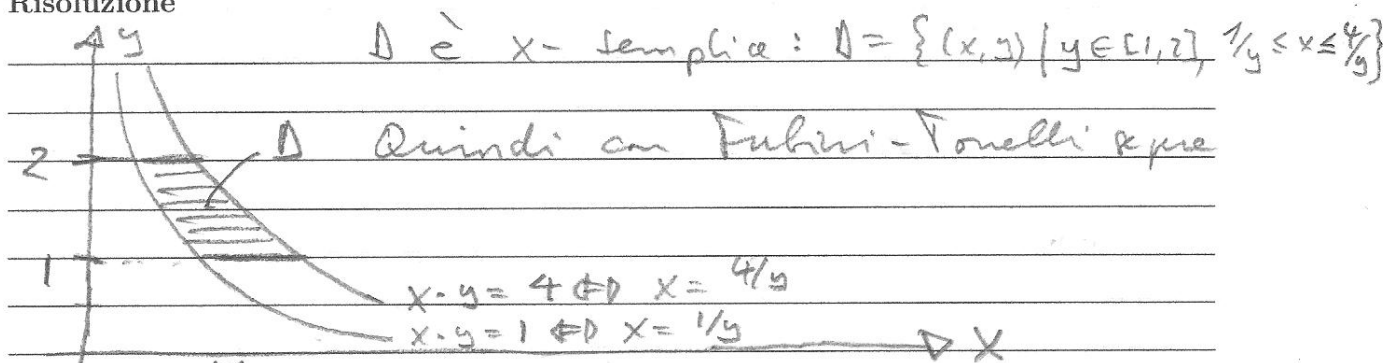 Risoluzione
y
D è x-semplice : D = {(x,y) | y ∈ [1,2], 1/y ≤ x ≤ 4/y}
D Quindi con Fubini-Tonelli segue
2
1
x·y = 4 ⇔ x = 4/y
x·y = 1 ⇔ x = 1/y
x